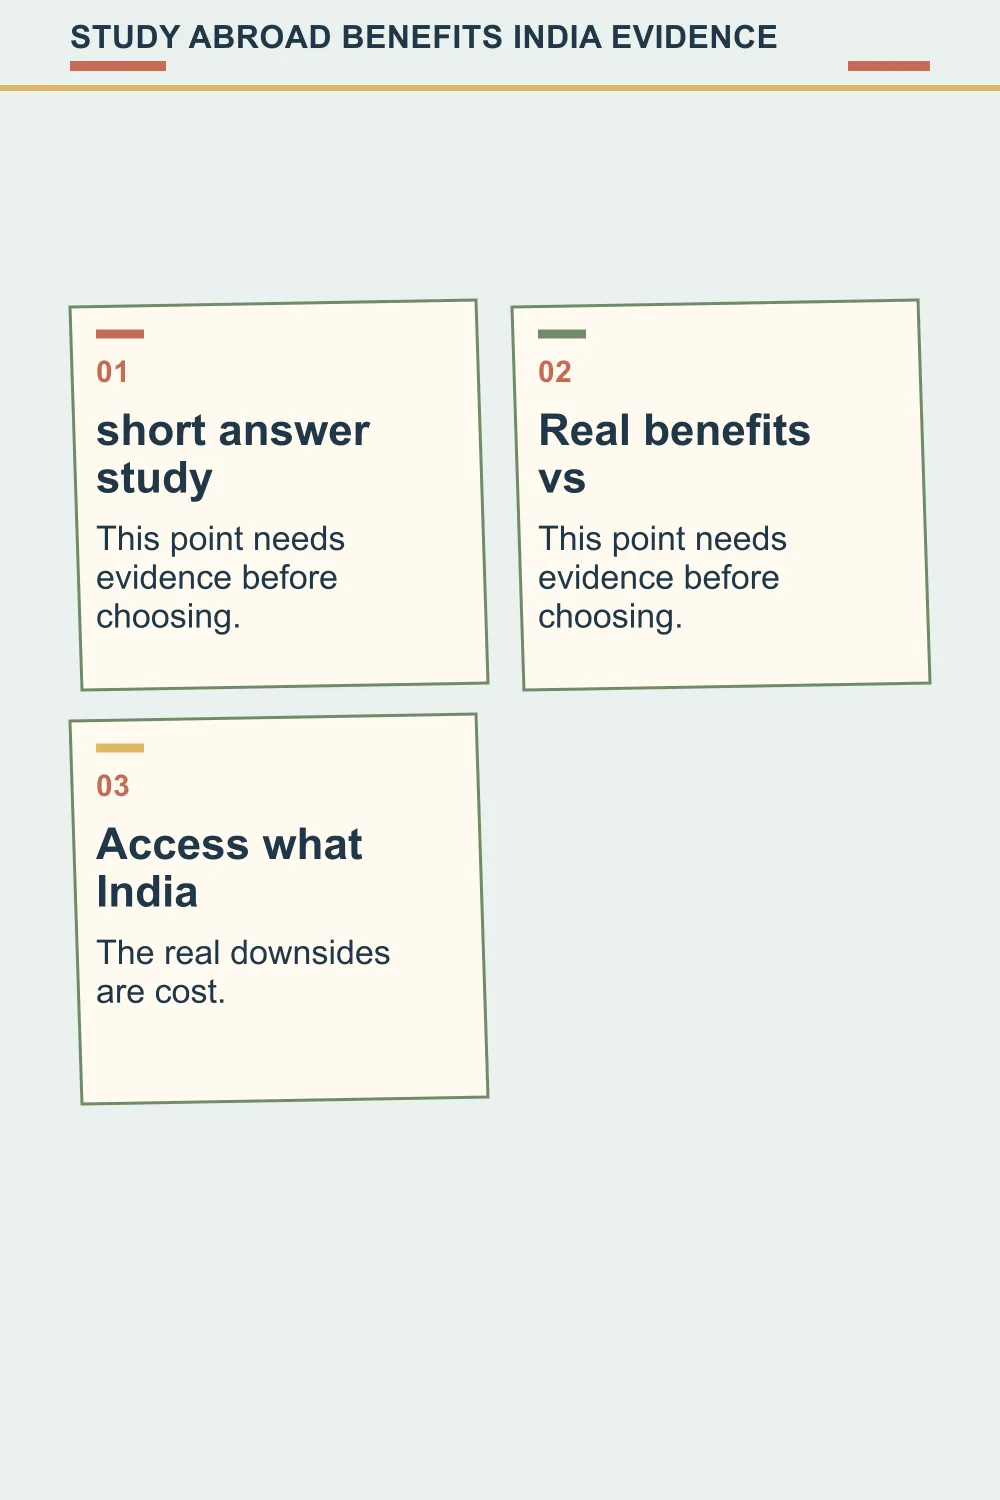 STUDY ABROAD BENEFITS INDIA EVIDENCE
01
short answer
study
This point needs
evidence before
choosing.
02
Real benefits
vs
This point needs
evidence before
choosing.
03
Access what
India
The real downsides
are cost.